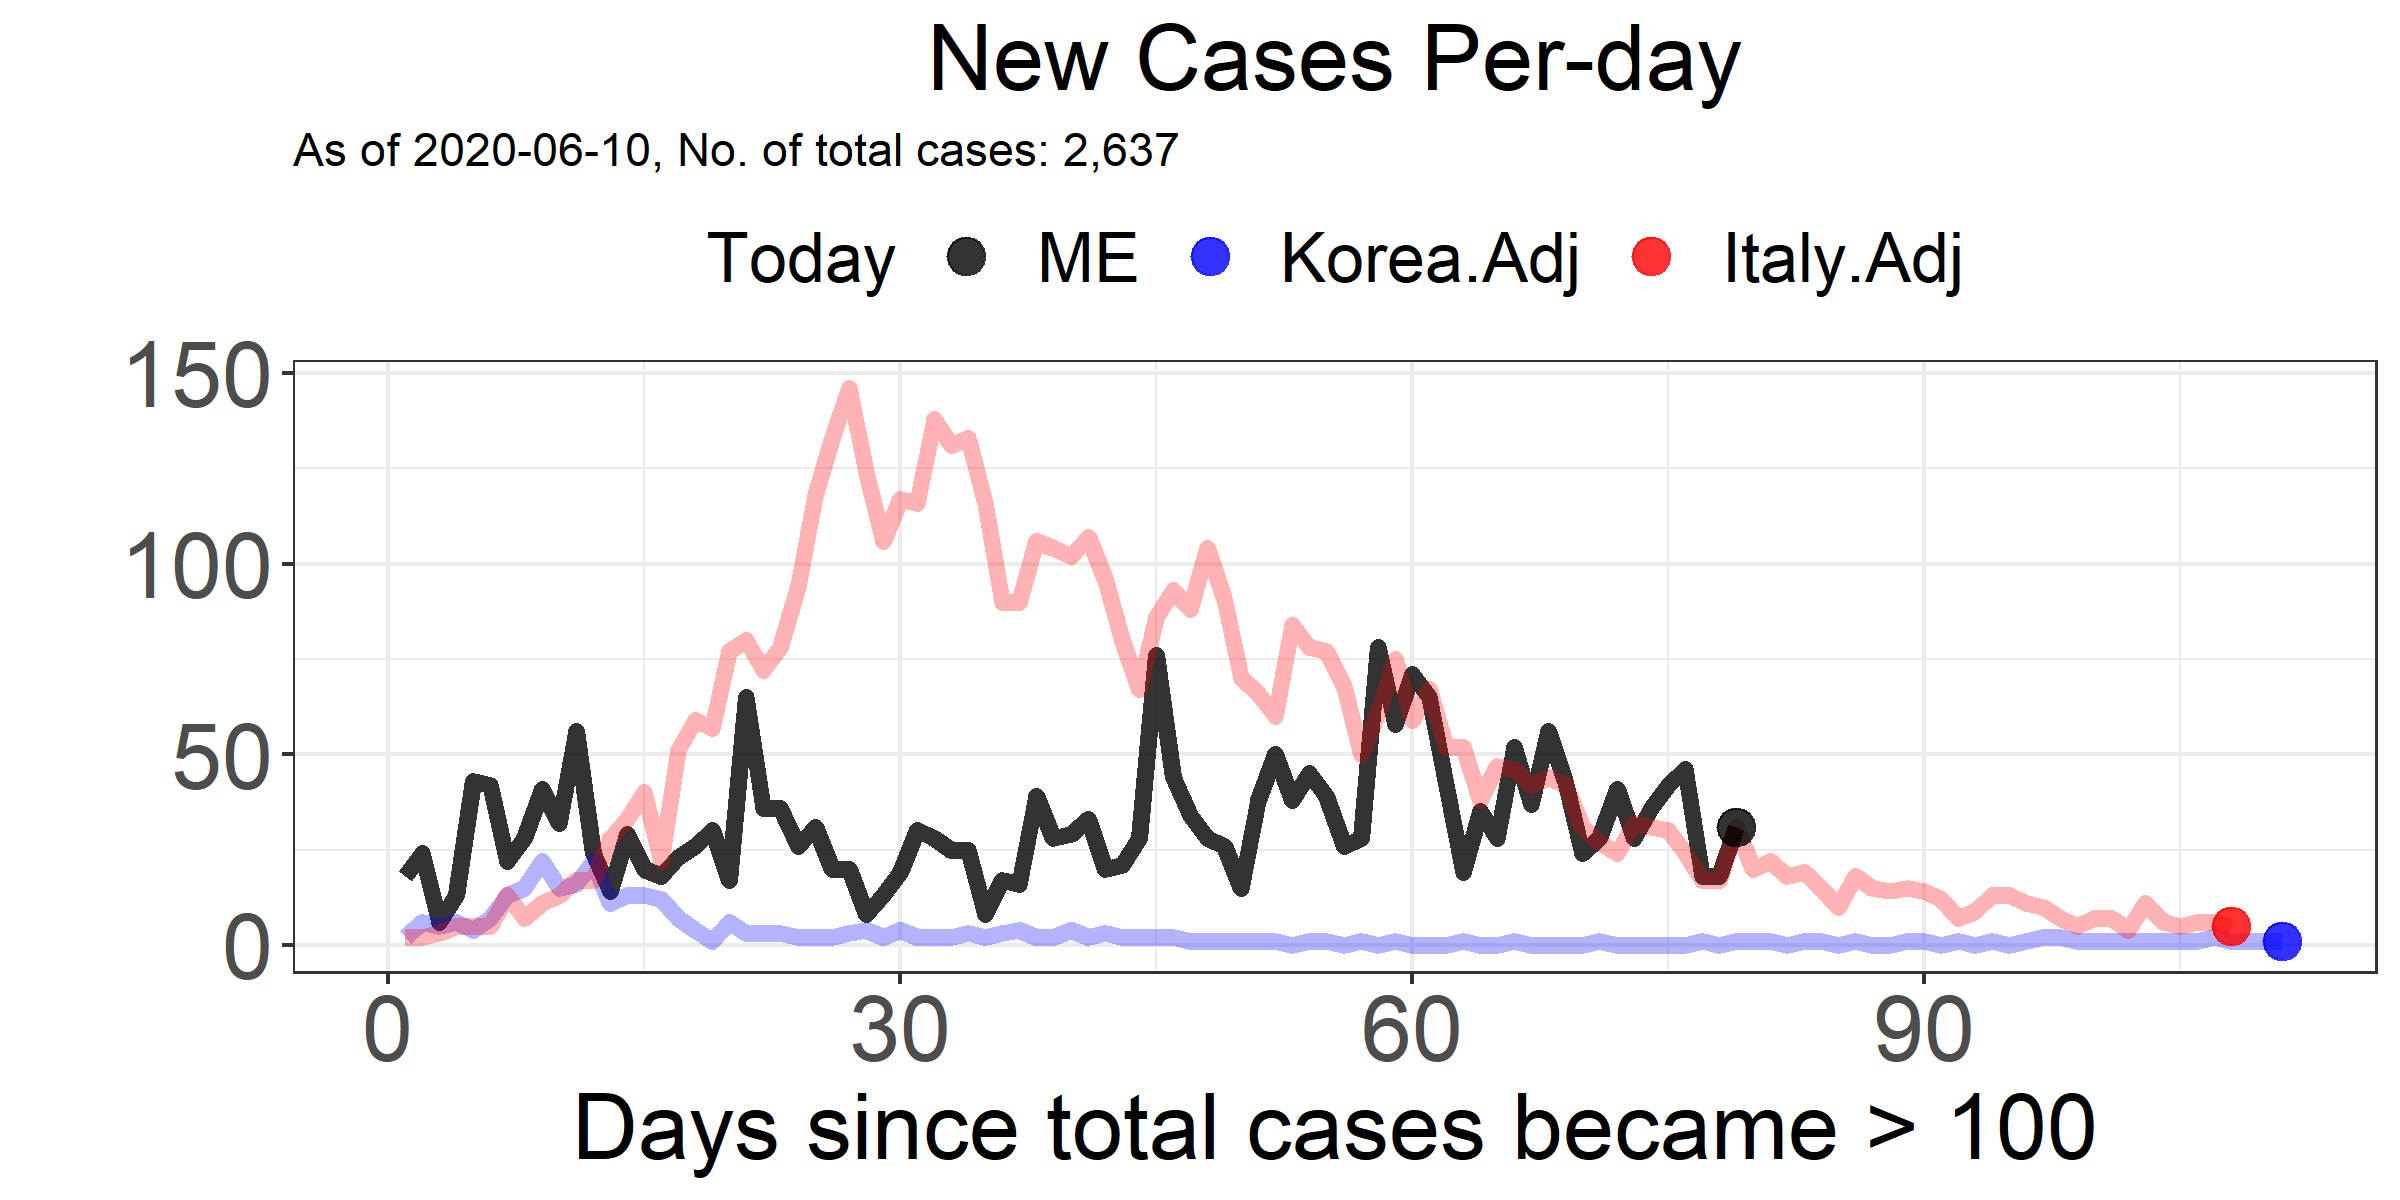 New Cases Per-day
As of 2020-06-10, No. of total cases: 2,637
Today ME Korea.Adj Italy.Adj
150
100
50
0
0 30 60 90
Days since total cases became > 100